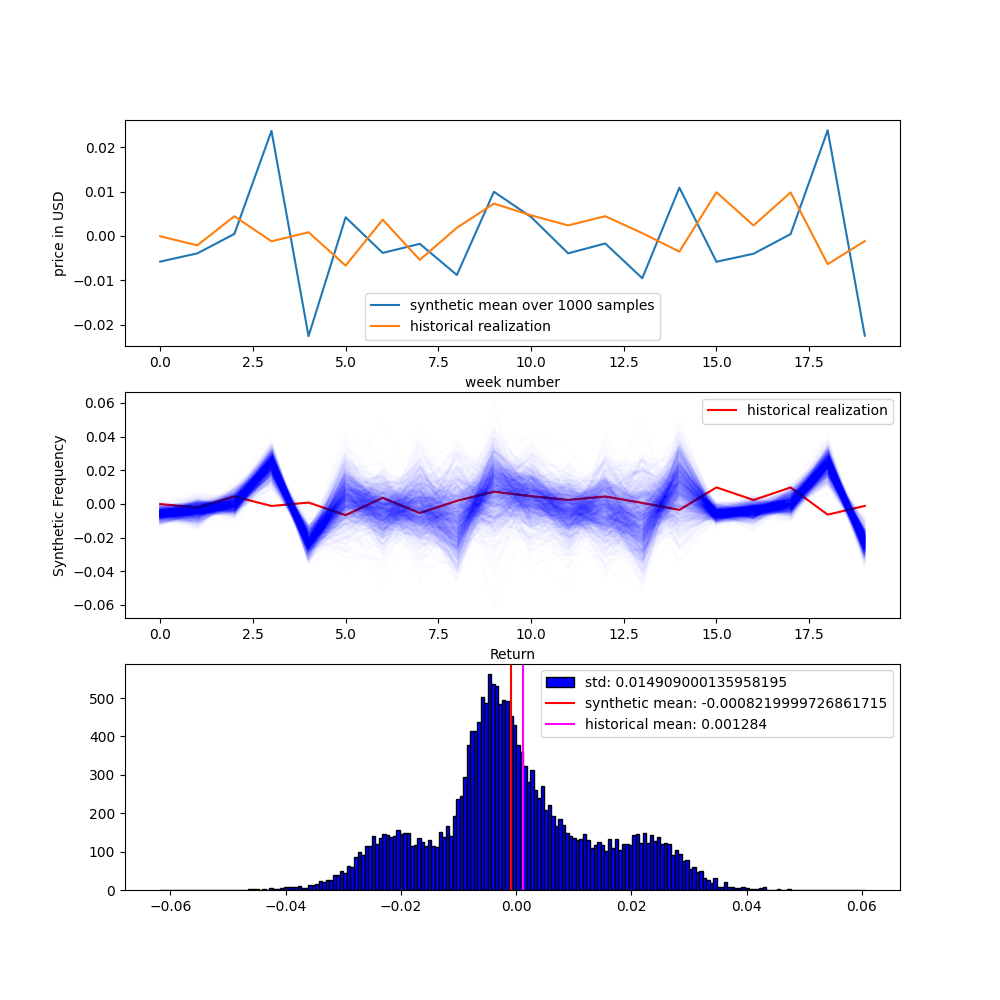 0.02
0.01
0.00
−0.01
−0.02
price in USD
synthetic mean over 1000 samples
historical realization
0.0 2.5 5.0 7.5 10.0 12.5 15.0 17.5
week number
0.06
0.04
0.02
0.00
−0.02
−0.04
−0.06
Synthetic Frequency
historical realization
0.0 2.5 5.0 7.5 10.0 12.5 15.0 17.5
Return
500
400
300
200
100
0
std: 0.014909000135958195
synthetic mean: -0.0008219999726861715
historical mean: 0.001284
−0.06 −0.04 −0.02 0.00 0.02 0.04 0.06